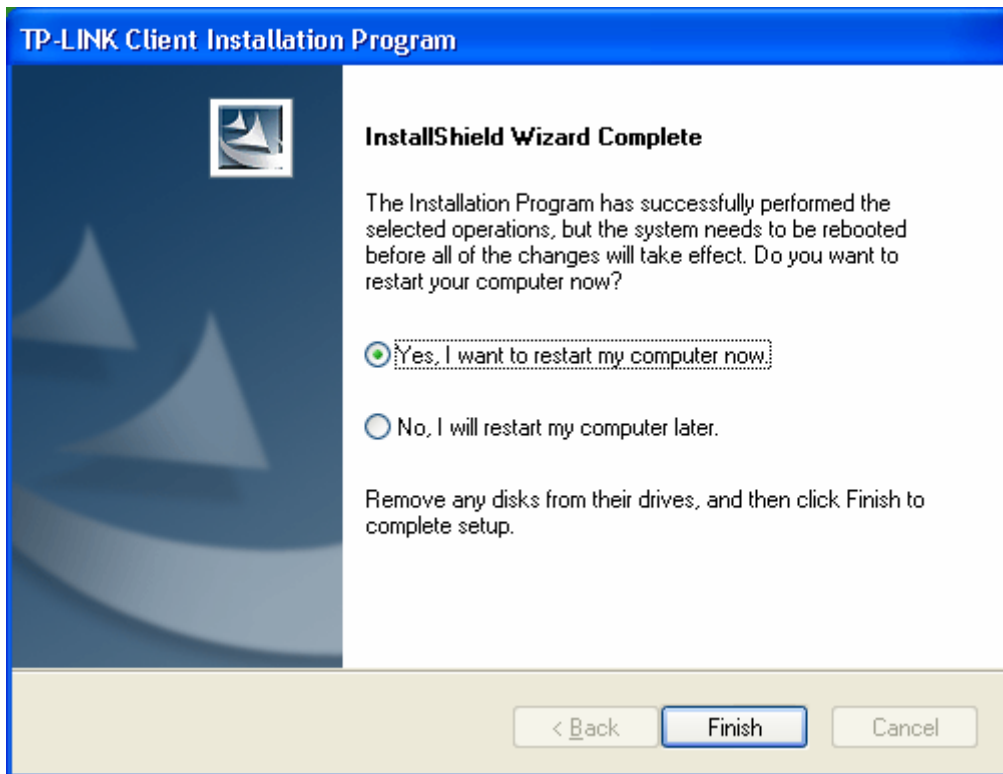 TP-LINK Client Installation Program
InstallShield Wizard Complete
The Installation Program has successfully performed the
selected operations, but the system needs to be rebooted
before all of the changes will take effect. Do you want to
restart your computer now?
Yes, I want to restart my computer now.
No, I will restart my computer later.
Remove any disks from their drives, and then click Finish to
complete setup.
< Back
Finish
Cancel